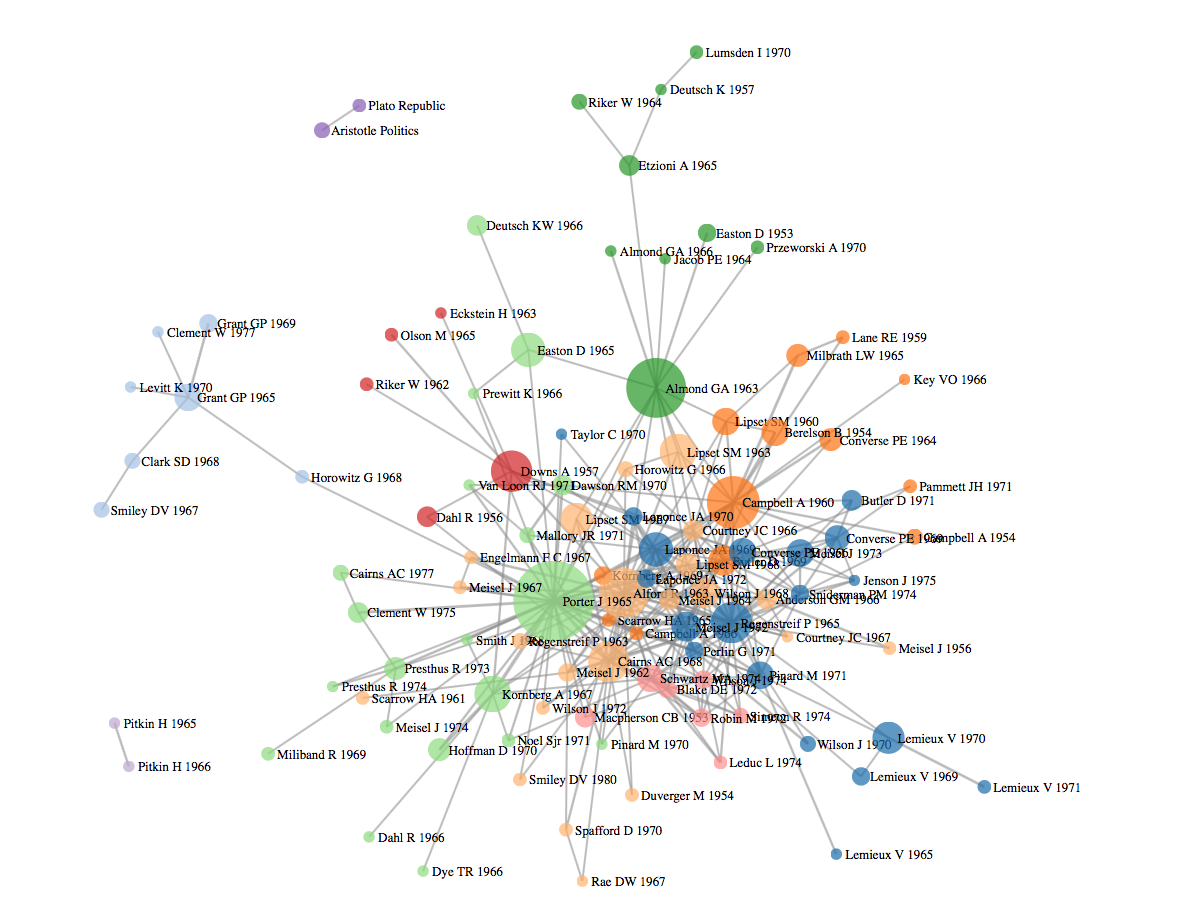 Lumsden I 1970
Deutsch K 1957
Riker W 1964
Plato Republic
Aristotle Politics
Etzioni A 1965
Deutsch KW 1966
Easton D 1953
Przeworski A 1970
Almond GA 1966
Jacob PE 1964
Eckstein H 1963
Grant GP 1969
Clement W 1977
Olson M 1965
Lane RE 1959
Easton D 1965
Milbrath LW 1965
Key VO 1966
Riker W 1962
Levitt K 1970
Almond GA 1963
Prewitt K 1966
Grant GP 1965
Lipset SM 1960
Berelson B 1954
Taylor C 1970
Converse PE 1964
Lipset SM 1963
Clark SD 1968
Horowitz G 1966
Downs A 1957
Horowitz G 1968
Van Loon RJ 1971
Dawson RM 1970
Pammett JH 1971
Butler D 1971
Campbell A 1960
Smiley DV 1967
Dahl R 1956
Lipset SM 1967
Laponce JA 1970
Courtney JC 1966
Mallory JR 1971
Converse PE 1969
Campbell A 1954
Laponce JA 1969
Converse PE 1966
Engelmann F C 1967
Lipset SM 1968
Cairns AC 1977
Kornberg A 1969
Laponce JA 1972
Jenson J 1975
Meisel J 1967
Alford R 1963
Wilson J 1968
Sniderman PM 1974
Porter J 1965
Meisel J 1964
Anderson GM 1966
Clement W 1975
Scarrow HA 1965
Meisel J 1972
Regenstreif P 1965
Regenstreif P 1963
Courtney JC 1967
Meisel J 1956
Perlin G 1971
Cairns AC 1968
Presthus R 1973
Meisel J 1962
Schwartz MA 1974
Pinard M 1971
Presthus R 1974
Blake DE 1972
Scarrow HA 1961
Kornberg A 1967
Wilson J 1972
Macpherson CB 1953
Robin M 1972
Simeon R 1974
Pitkin H 1965
Meisel J 1974
Noel Sjr 1971
Pinard M 1970
Wilson J 1970
Lemieux V 1970
Miliband R 1969
Hoffman D 1970
Leduc L 1974
Pitkin H 1966
Smiley DV 1980
Lemieux V 1969
Lemieux V 1971
Duverger M 1954
Spafford D 1970
Dahl R 1966
Lemieux V 1965
Dye TR 1966
Rae DW 1967